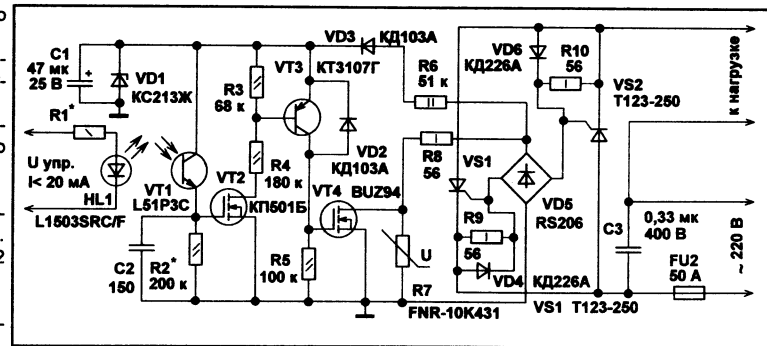 C1
47 мк
25 В
+
VD1
КС213Ж
R1*
U упр.
I< 20 мА
HL1
L1503SRC/F
VT1
L51P3C
C2
150
R2*
200 к
VT2
КП501Б
R3
68 к
R4
180 к
VT3
КТ3107Г
VD3
КД103А
VD2
КД103А
VT4
BUZ94
R5
100 к
R6
51 к
R8
56
U
R7
FNR-10K431
VS1
R9
56
VD4
КД226А
VD5
RS206
VD6
КД226А
R10
56
VS2
Т123-250
VS1 Т123-250
C3
0,33 мк
400 В
FU2
50 А
к нагрузке
~ 220 В